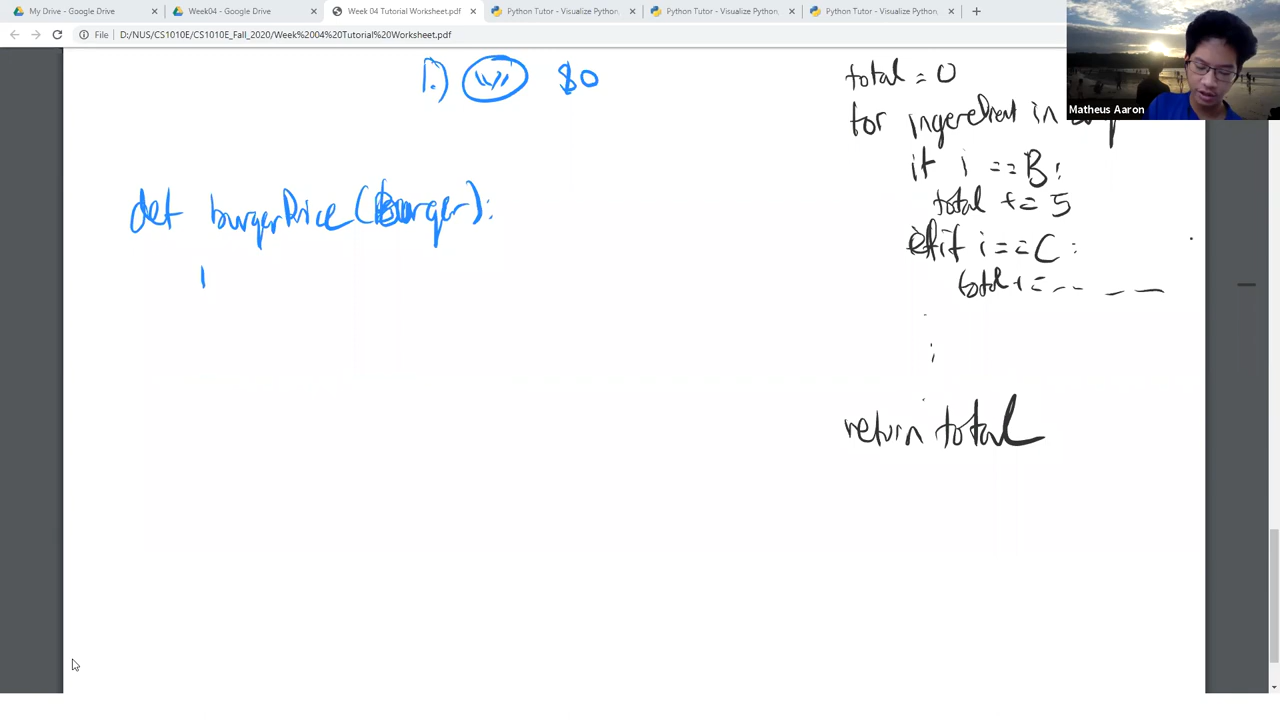 My Drive - Google Drive
Week04 - Google Drive
Week 04 Tutorial Worksheet.pdf
Python Tutor - Visualize Python,
Python Tutor - Visualize Python,
Python Tutor - Visualize Python,
File | D:/NUS/CS1010E/CS1010E_Fall_2020/Week%2004%20Tutorial%20Worksheet.pdf
Matheus Aaron
1.) "" $0
def burgerPrice(burger):
total = 0
for ingeredient in
if i == B:
total += 5
elif i == C:
total += -- _ _
return total